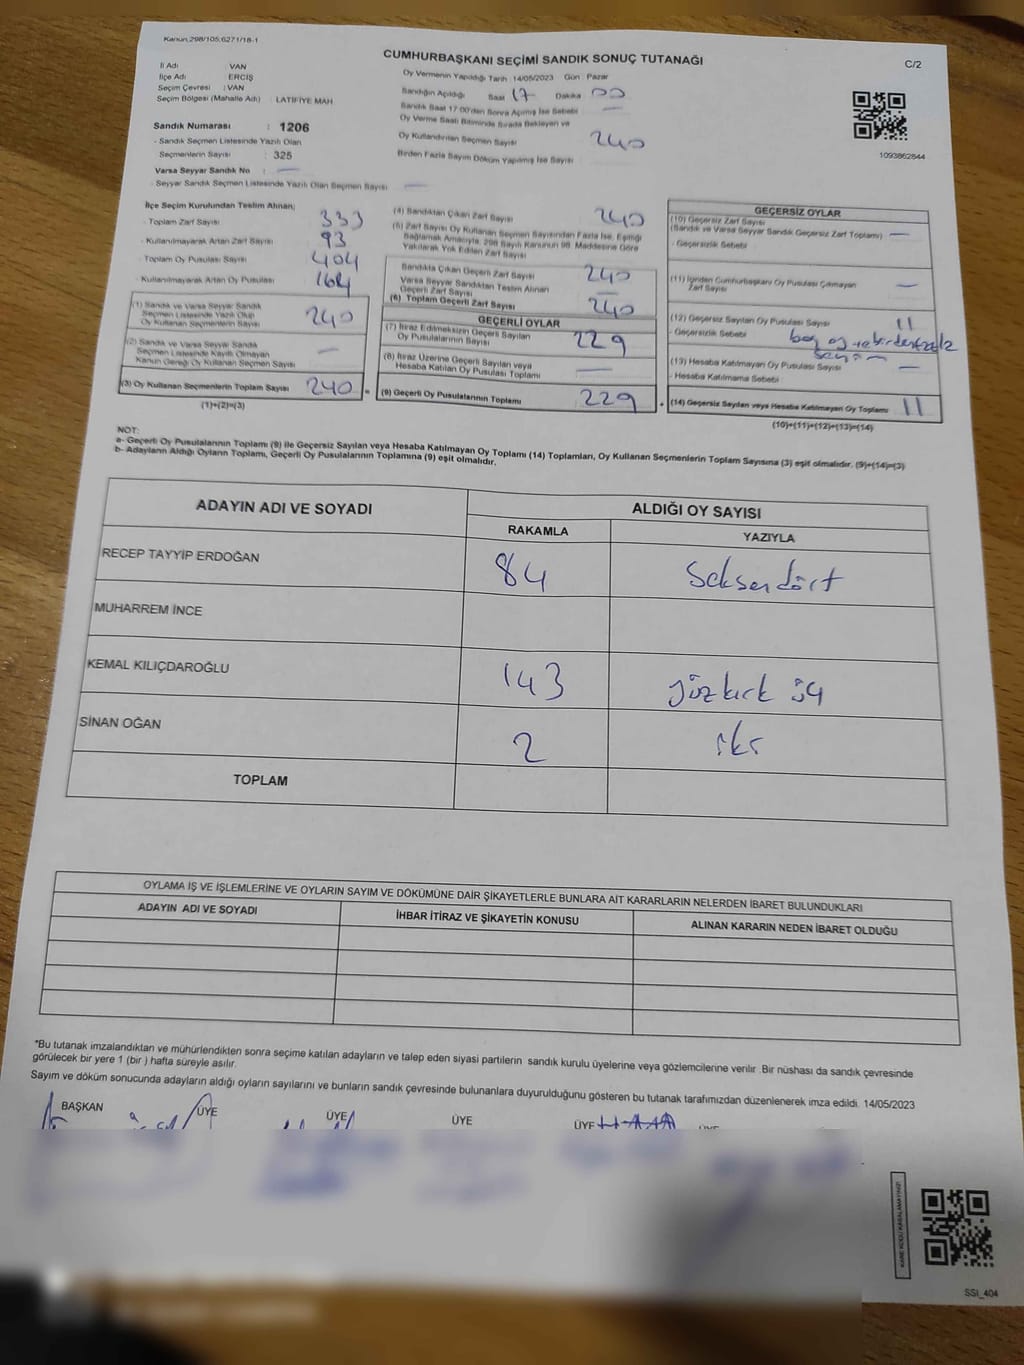 Kanun.298/105;6271/18-1
CUMHURBAŞKANI SEÇİMİ SANDIK SONUÇ TUTANAĞI
C/2
İl Adı : VAN
İlçe Adı : ERCİŞ
Seçim Çevresi : VAN
Seçim Bölgesi (Mahalle Adı) : LATİFİYE MAH
Sandık Numarası : 1206
- Sandık Seçmen Listesinde Yazılı Olan
Seçmenlerin Sayısı : 325
Varsa Seyyar Sandık No : —
- Seyyar Sandık Seçmen Listesinde Yazılı Olan Seçmen Sayısı —
Oy Vermenin Yapıldığı Tarih :14/05/2023 Gün : Pazar
Sandığın Açıldığı Saat 17 Dakika 00
Sandık Saat 17:00'den Sonra Açılmış İse Sebebi —
Oy Verme Saati Bitiminde Sırada Bekleyen ve
Oy Kullandırılan Seçmen Sayısı 240
Birden Fazla Sayım Döküm Yapılmış İse Sayısı
1093862844
İlçe Seçim Kurulundan Teslim Alınan;
- Toplam Zarf Sayısı 333
- Kullanılmayarak Artan Zarf Sayısı 93
- Toplam Oy Pusulası Sayısı 404
- Kullanılmayarak Artan Oy Pusulası 164
(1) Sandık ve Varsa Seyyar Sandık
Seçmen Listesinde Yazılı Olup
Oy Kullanan Seçmenlerin Sayısı 240
(2) Sandık ve Varsa Seyyar Sandık
Seçmen Listesinde Kayıtlı Olmayan
Kanun Gereği Oy Kullanan Seçmen Sayısı —
(3) Oy Kullanan Seçmenlerin Toplam Sayısı 240 =
(1)+(2)=(3)
(4) Sandıktan Çıkan Zarf Sayısı 240
(5) Zarf Sayısı Oy Kullanan Seçmen Sayısından Fazla İse, Eşitliği
Sağlamak Amacıyla, 298 Sayılı Kanunun 98. Maddesine Göre
Yakılarak Yok Edilen Zarf Sayısı
Sandıkta Çıkan Geçerli Zarf Sayısı 240
Varsa Seyyar Sandıktan Teslim Alınan
Geçerli Zarf Sayısı —
(6) Toplam Geçerli Zarf Sayısı 240
GEÇERLİ OYLAR
(7) İtiraz Edilmeksizin Geçerli Sayılan
Oy Pusulalarının Sayısı 229
(8) İtiraz Üzerine Geçerli Sayılan veya
Hesaba Katılan Oy Pusulası Toplamı —
(9) Geçerli Oy Pusulalarının Toplamı 229 +
GEÇERSİZ OYLAR
(10) Geçersiz Zarf Sayısı
(Sandık ve Varsa Seyyar Sandık Geçersiz Zarf Toplamı) —
- Geçersizlik Sebebi
(11) İçinden Cumhurbaşkanı Oy Pusulası Çıkmayan
Zarf Sayısı —
(12) Geçersiz Sayılan Oy Pusulası Sayısı 11
- Geçersizlik Sebebi boş oy ve birden fazla
seçim
(13) Hesaba Katılmayan Oy Pusulası Sayısı —
- Hesaba Katılmama Sebebi
(14) Geçersiz Sayılan veya Hesaba Katılmayan Oy Toplamı 11
(10)+(11)+(12)+(13)=(14)
NOT:
a- Geçerli Oy Pusulalarının Toplamı (9) ile Geçersiz Sayılan veya Hesaba Katılmayan Oy Toplamı (14) Toplamları, Oy Kullanan Seçmenlerin Toplam Sayısına (3) eşit olmalıdır. (9)+(14)=(3)
b- Adayların Aldığı Oyların Toplamı, Geçerli Oy Pusulalarının Toplamına (9) eşit olmalıdır.
ADAYIN ADI VE SOYADI ALDIĞI OY SAYISI
RAKAMLA YAZIYLA
RECEP TAYYİP ERDOĞAN 84 Seksendört
MUHARREM İNCE
KEMAL KILIÇDAROĞLU 143 yüzkırk üç
SİNAN OĞAN 2 iki
TOPLAM
OYLAMA İŞ VE İŞLEMLERİNE VE OYLARIN SAYIM VE DÖKÜMÜNE DAİR ŞİKAYETLERLE BUNLARA AİT KARARLARIN NELERDEN İBARET BULUNDUKLARI
ADAYIN ADI VE SOYADI İHBAR İTİRAZ VE ŞİKAYETİN KONUSU ALINAN KARARIN NEDEN İBARET OLDUĞU
*Bu tutanak imzalandıktan ve mühürlendikten sonra seçime katılan adayların ve talep eden siyasi partilerin sandık kurulu üyelerine veya gözlemcilerine verilir .Bir nüshası da sandık çevresinde
görülecek bir yere 1 (bir ) hafta süreyle asılır.
Sayım ve döküm sonucunda adayların aldığı oyların sayılarını ve bunların sandık çevresinde bulunanlara duyurulduğunu gösteren bu tutanak tarafımızdan düzenlenerek imza edildi. 14/05/2023
BAŞKAN ÜYE ÜYE ÜYE ÜYE
KARE KODU KARALAMAYINIZ!
SSI_404